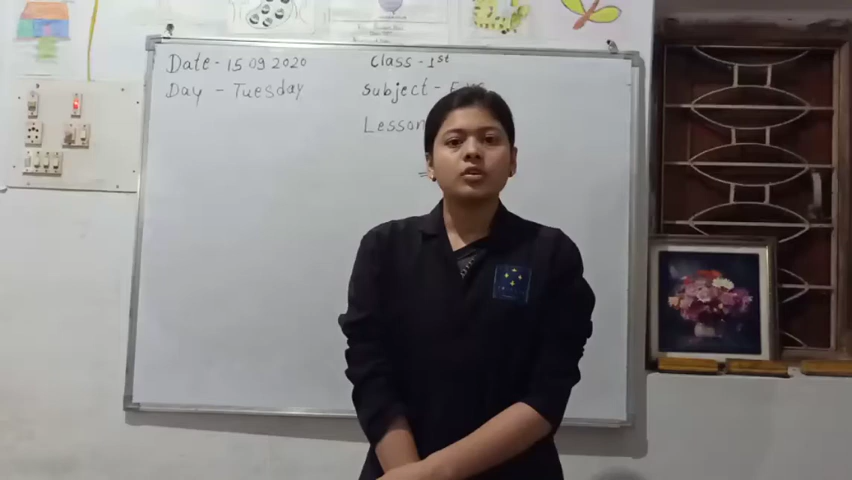 Date - 15.09.2020
Class - 1st
Day - Tuesday
Subject -
Lesson